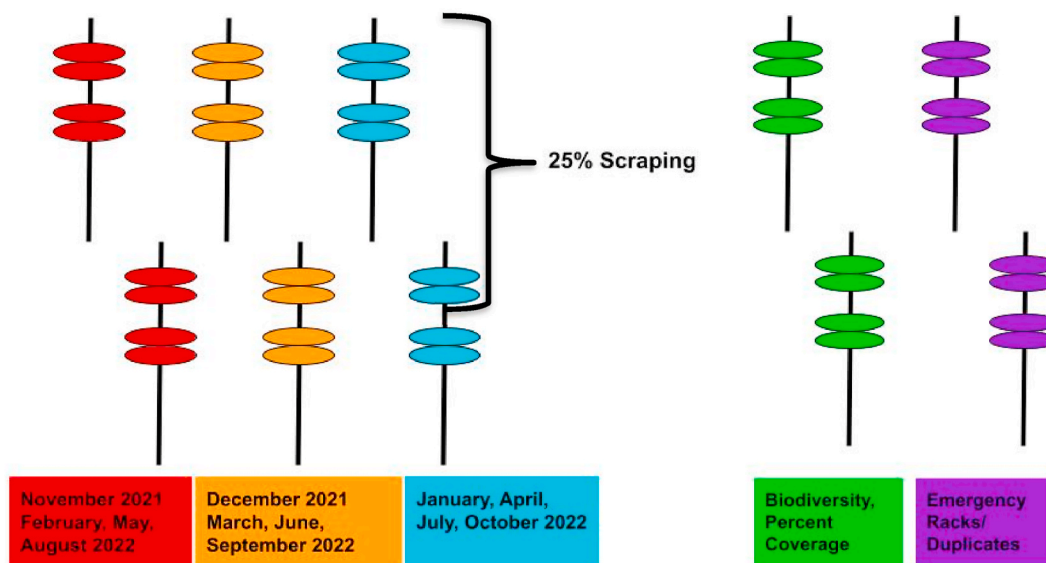 25% Scraping
November 2021
February, May,
August 2022
December 2021
March, June,
September 2022
January, April,
July, October 2022
Biodiversity,
Percent
Coverage
Emergency
Racks/
Duplicates